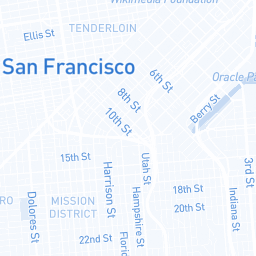 Wikimedia Foundation
Ellis St
TENDERLOIN
San Francisco
6th St
Oracle
8th St
Berry St
10th St
15th St
Utah St
3rd St
Harrison St
18th St
MISSION
DISTRICT
Dolores St
Hampshire St
20th St
Indiana St
22nd St